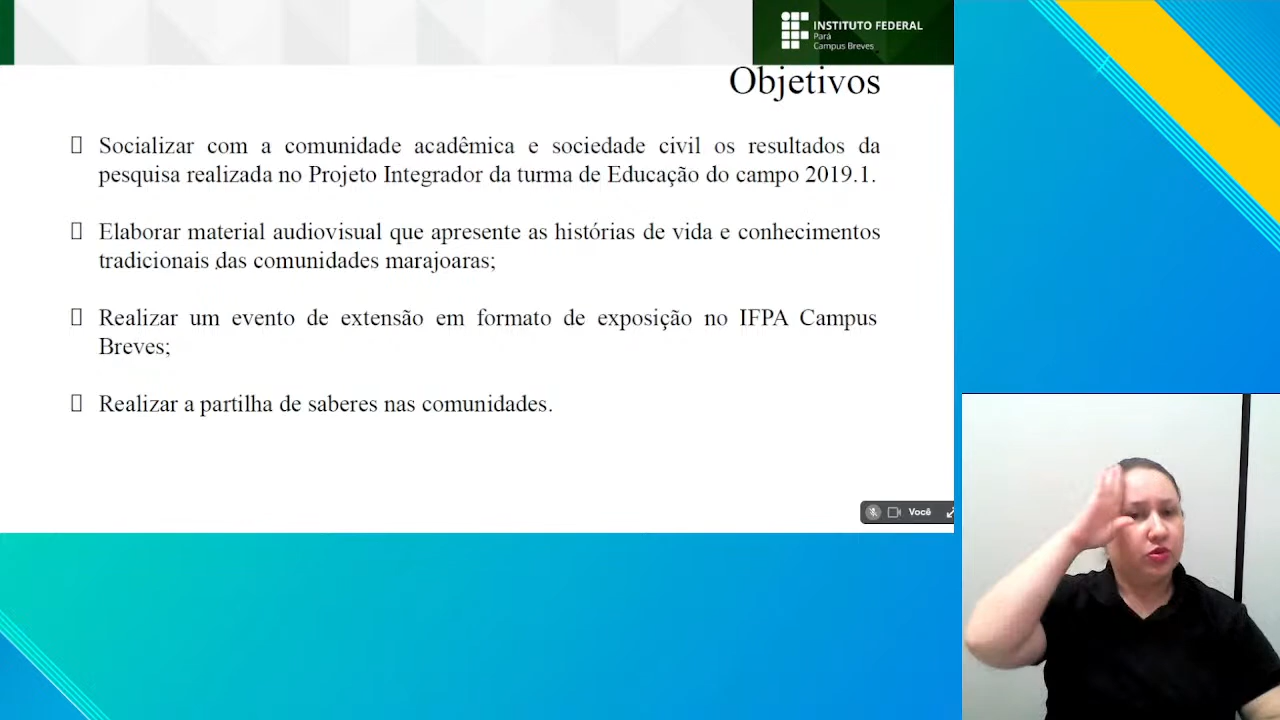 INSTITUTO FEDERAL
Pará
Campus Breves
Objetivos
Socializar com a comunidade acadêmica e sociedade civil os resultados da
pesquisa realizada no Projeto Integrador da turma de Educação do campo 2019.1.
Elaborar material audiovisual que apresente as histórias de vida e conhecimentos
tradicionais das comunidades marajoaras;
Realizar um evento de extensão em formato de exposição no IFPA Campus
Breves;
Realizar a partilha de saberes nas comunidades.
Você